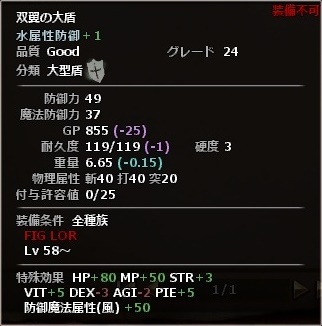 双翼の大盾 装備不可
水属性防御+1
品質 Good グレード 24
分類 大型盾
防御力 49
魔法防御力 37
GP 855 (-25)
耐久度 119/119 (-1) 硬度 3
重量 6.65 (-0.15)
物理属性 斬40 打40 突20
付与許容値 0/25
装備条件 全種族
FIG LOR
Lv 58～
1/1
特殊効果 HP+80 MP+50 STR+3
VIT+5 DEX-3 AGI-2 PIE+5
防御魔法属性(風) +50